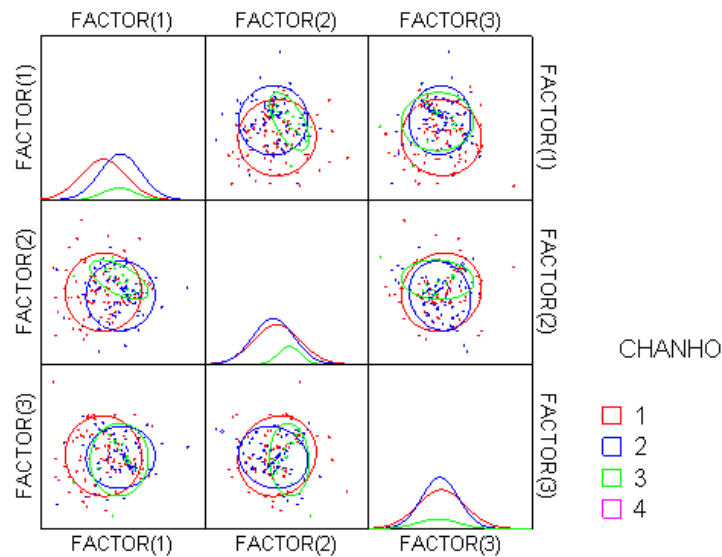 FACTOR(1) FACTOR(2) FACTOR(3)
FACTOR(1) FACTOR(1)
FACTOR(2) FACTOR(2)
FACTOR(3) FACTOR(3)
FACTOR(1) FACTOR(2) FACTOR(3)
CHANHO
1
2
3
4